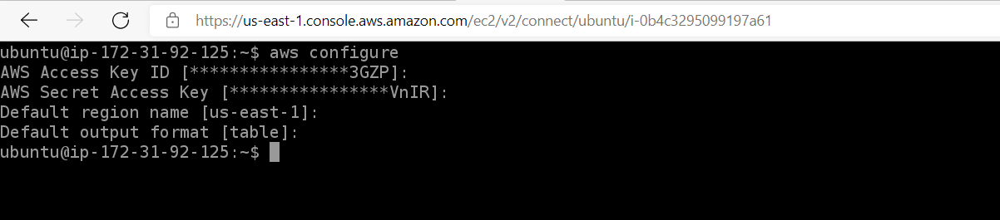 https://us-east-1.console.aws.amazon.com/ec2/v2/connect/ubuntu/i-0b4c3295099197a61
ubuntu@ip-172-31-92-125:~$ aws configure
AWS Access Key ID [****************3GZP]:
AWS Secret Access Key [****************VnIR]:
Default region name [us-east-1]:
Default output format [table]:
ubuntu@ip-172-31-92-125:~$